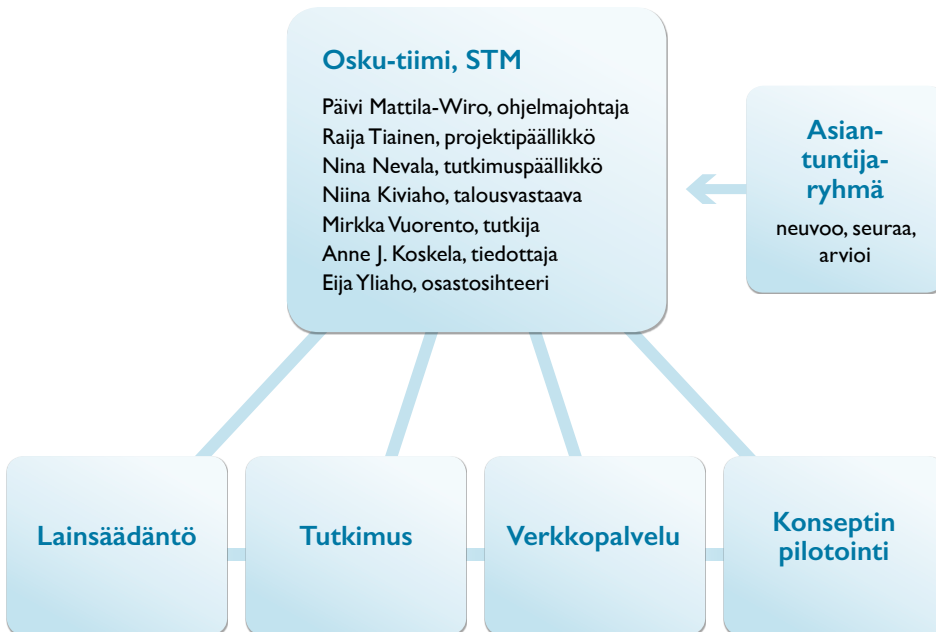 Osku-tiimi, STM
Päivi Mattila-Wiro, ohjelmajohtaja
Raija Tiainen, projektipäällikkö
Nina Nevala, tutkimuspäällikkö
Niina Kiviaho, talousvastaava
Mirkka Vuorento, tutkija
Anne J. Koskela, tiedottaja
Eija Yliaho, osastosihteeri
Asian-
tuntija-
ryhmä
neuvoo, seuraa,
arvioi
Lainsäädäntö
Tutkimus
Verkkopalvelu
Konseptin
pilotointi